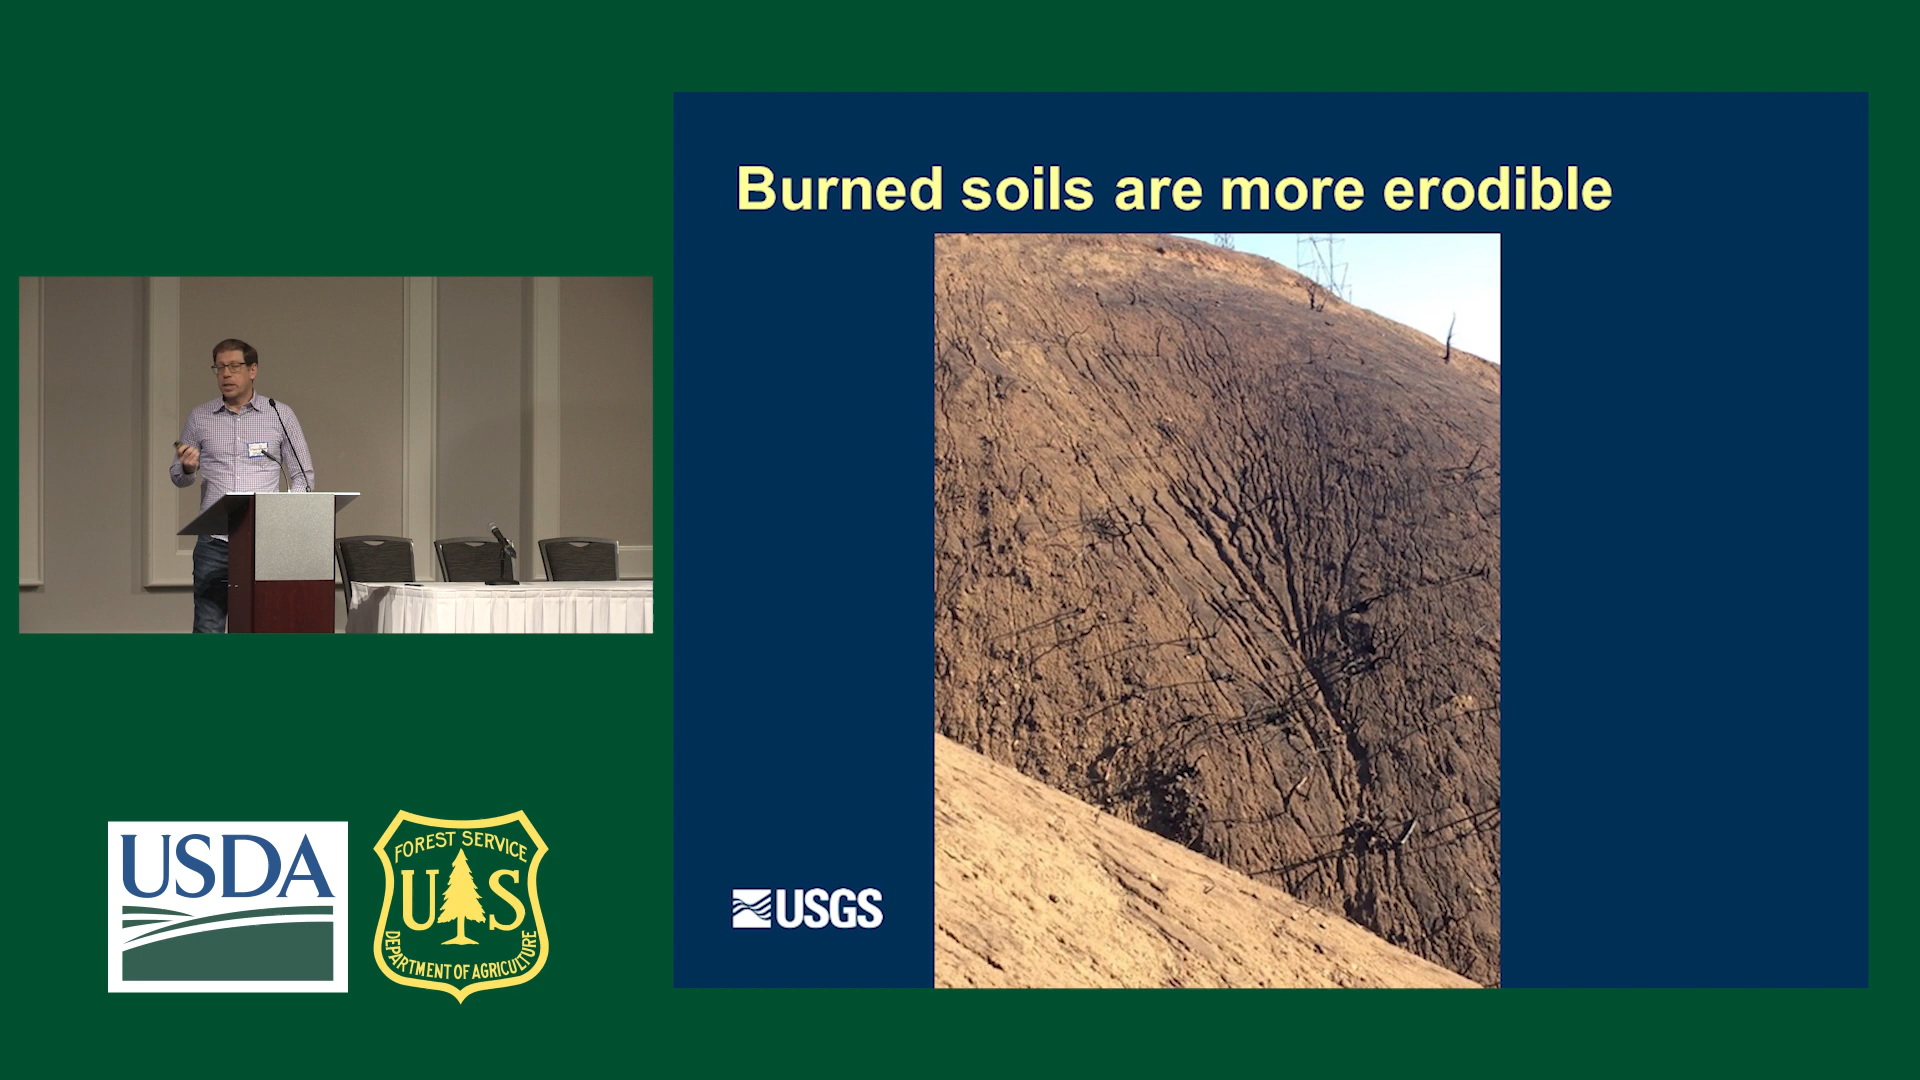 Burned soils are more erodible
USGS
USDA
FOREST SERVICE
U S
DEPARTMENT OF AGRICULTURE